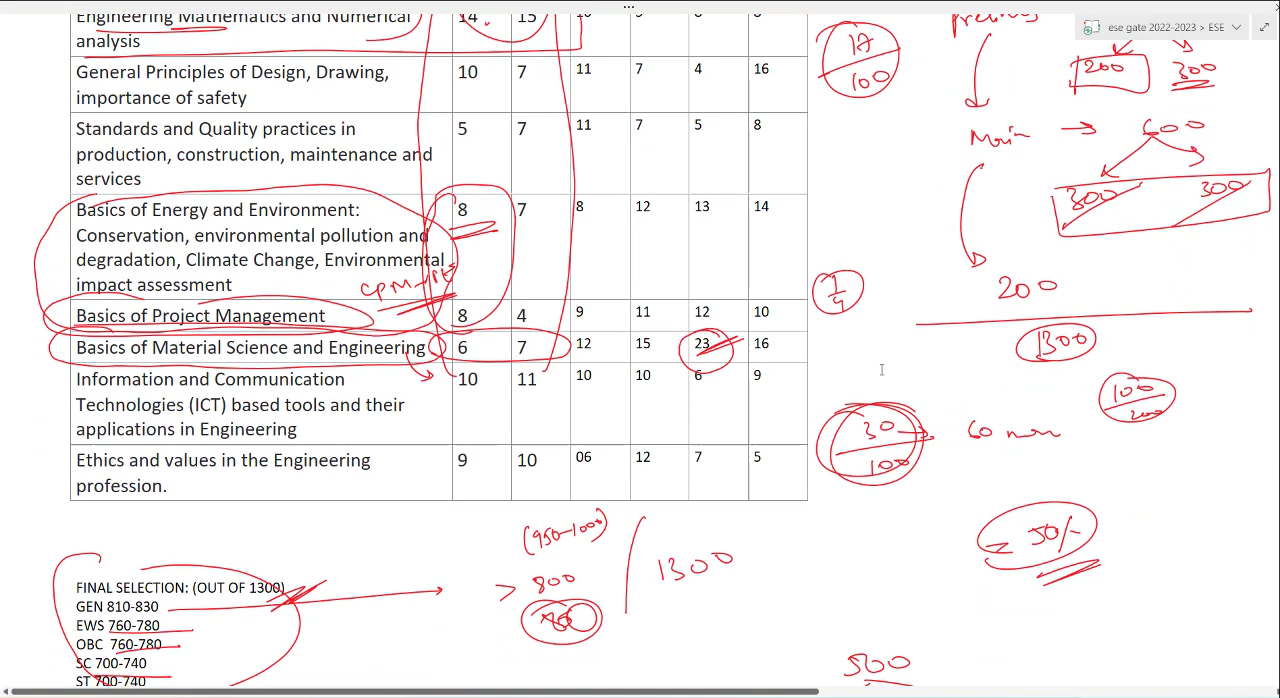 Engineering Mathematics and Numerical 14 15
analysis
General Principles of Design, Drawing, 10 7 11 7 4 16
importance of safety
Standards and Quality practices in 5 7 11 7 5 8
production, construction, maintenance and
services
Basics of Energy and Environment: 8 7 8 12 13 14
Conservation, environmental pollution and
degradation, Climate Change, Environmental
impact assessment
Basics of Project Management 8 4 9 11 12 10
Basics of Material Science and Engineering 6 7 12 15 23 16
Information and Communication 10 11 10 10 6 9
Technologies (ICT) based tools and their
applications in Engineering
Ethics and values in the Engineering 9 10 06 12 7 5
profession.
FINAL SELECTION: (OUT OF 1300)
GEN 810-830
EWS 760-780
OBC 760-780
SC 700-740
ST 700-740
(950-1000)
> 800
1300
17
100
30
100
60
prelims
ese gate 2022-2023 > ESE
200 300
Main → 600
300 300
200
1300
100
200
500